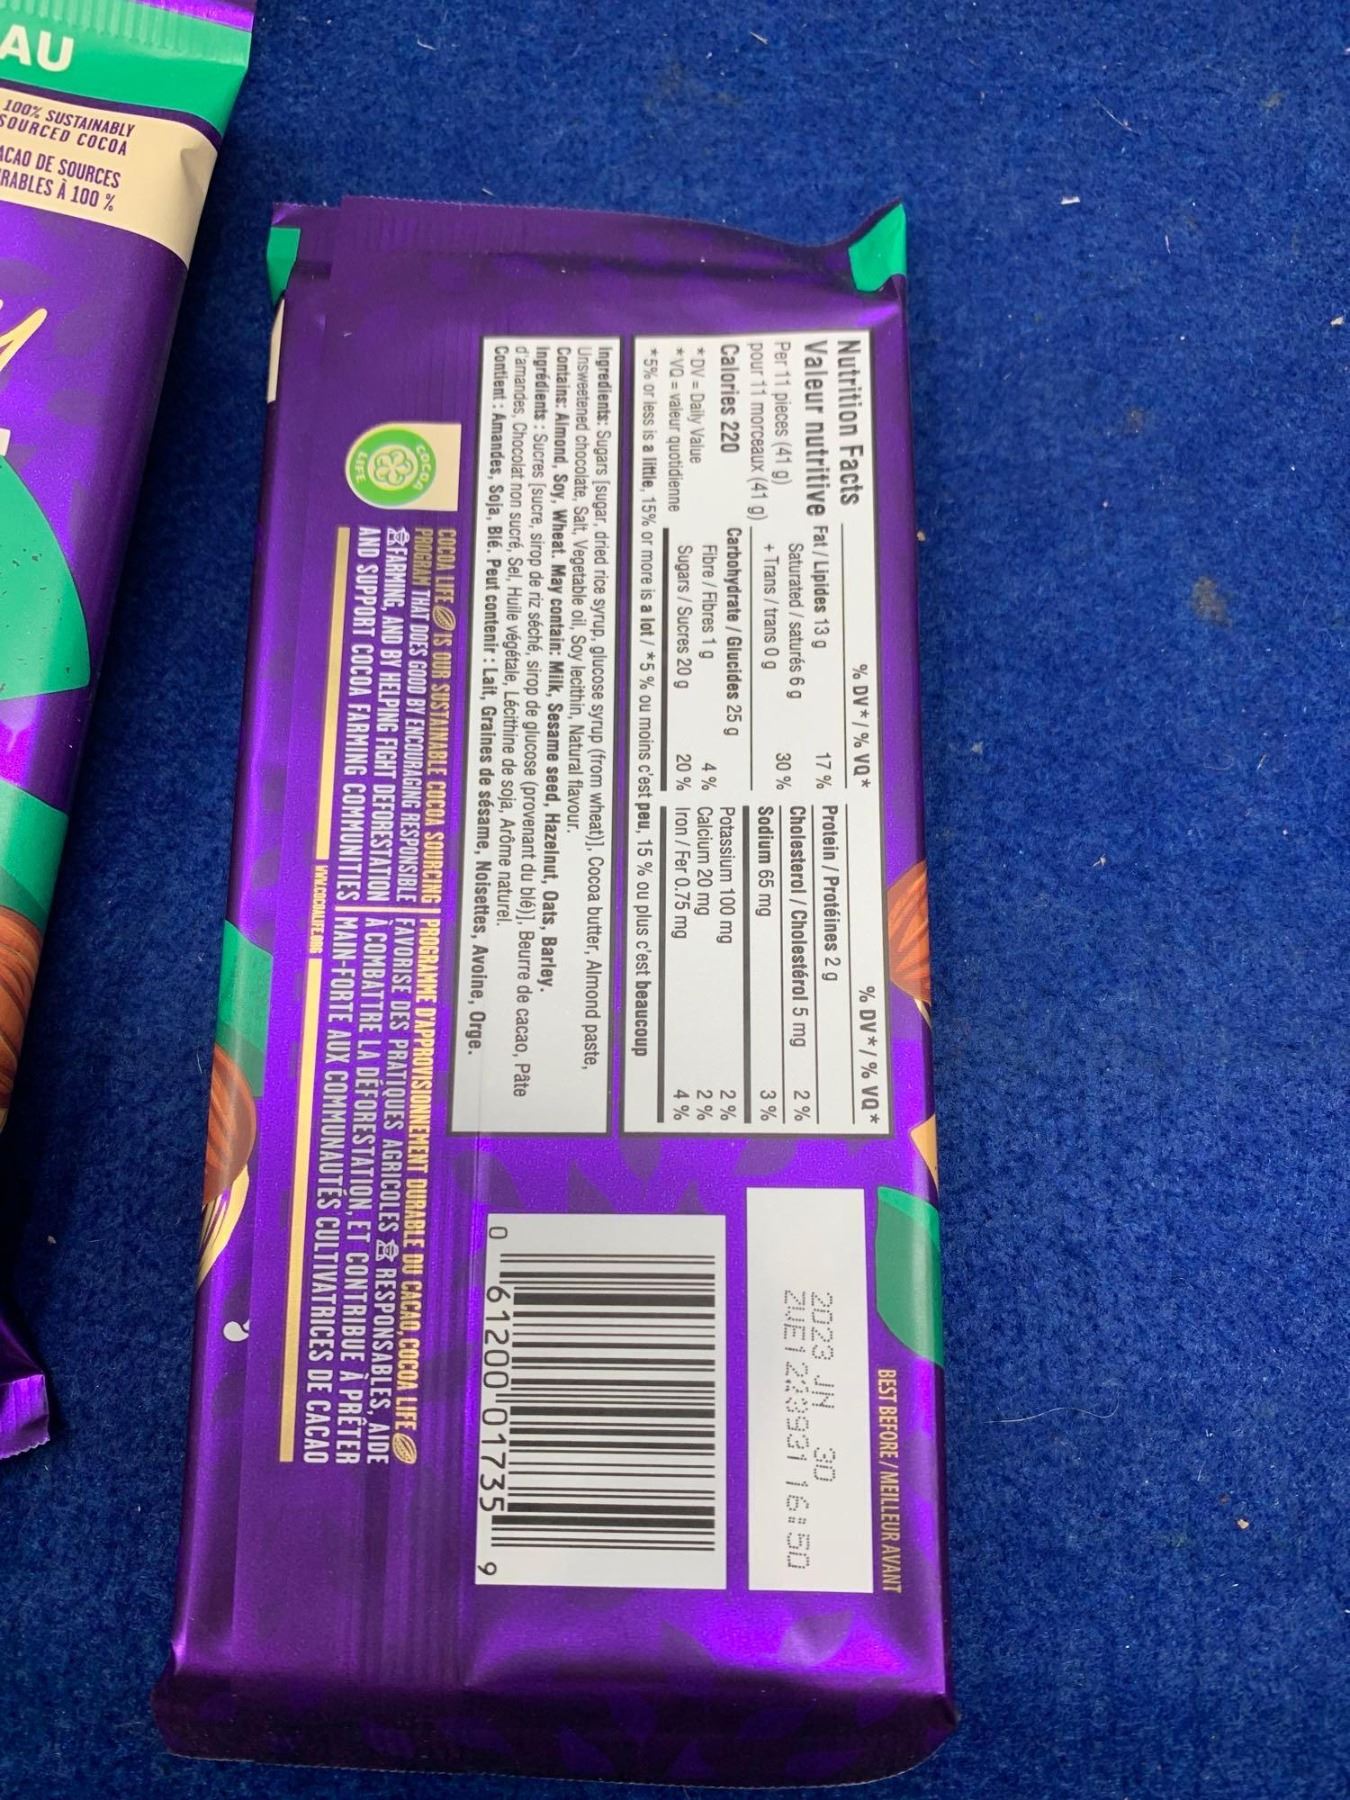 AU
100% SUSTAINABLY
SOURCED COCOA
CACAO DE SOURCES
À 100 %
Nutrition Facts
Valeur nutritive
Per 11 pieces (41 g)
pour 11 morceaux (41 g)
Calories 220
*DV = Daily Value
*VQ = valeur quotidienne
% DV* / % VQ*
Fat / Lipides 13 g 17 %
Saturated / saturés 6 g
+ Trans / trans 0 g 30 %
Carbohydrate / Glucides 25 g
Fibre / Fibres 1 g 4 %
Sugars / Sucres 20 g 20 %
% DV* / % VQ*
Protein / Protéines 2 g
Cholesterol / Cholestérol 5 mg 2 %
Sodium 65 mg 3 %
Potassium 100 mg 2 %
Calcium 20 mg 2 %
Iron / Fer 0.75 mg 4 %
*5% or less is a little, 15% or more is a lot / *5 % ou moins c'est peu, 15 % ou plus c'est beaucoup
Ingredients: Sugars [sugar, dried rice syrup, glucose syrup (from wheat)], Cocoa butter, Almond paste,
Unsweetened chocolate, Salt, Vegetable oil, Soy lecithin, Natural flavour.
Contains: Almond, Soy, Wheat. May contain: Milk, Sesame seed, Hazelnut, Oats, Barley.
Ingrédients : Sucres [sucre, sirop de riz séché, sirop de glucose (provenant du blé)], Beurre de cacao, Pâte
d'amandes, Chocolat non sucré, Sel, Huile végétale, Lécithine de soja, Arôme naturel.
Contient : Amandes, Soja, Blé. Peut contenir : Lait, Graines de sésame, Noisettes, Avoine, Orge.
COCOA
LIFE
COCOA LIFE IS OUR SUSTAINABLE COCOA SOURCING
PROGRAM THAT DOES GOOD BY ENCOURAGING RESPONSIBLE
FARMING, AND BY HELPING FIGHT DEFORESTATION
AND SUPPORT COCOA FARMING COMMUNITIES
PROGRAMME D'APPROVISIONNEMENT DURABLE DU CACAO, COCOA LIFE
FAVORISE DES PRATIQUES AGRICOLES RESPONSABLES, AIDE
À COMBATTRE LA DÉFORESTATION, ET CONTRIBUE À PRÊTER
MAIN-FORTE AUX COMMUNAUTÉS CULTIVATRICES DE CACAO
WWW.COCOALIFE.ORG
BEST BEFORE / MEILLEUR AVANT
2023 JN 30
16:50
0 61200 01735 9